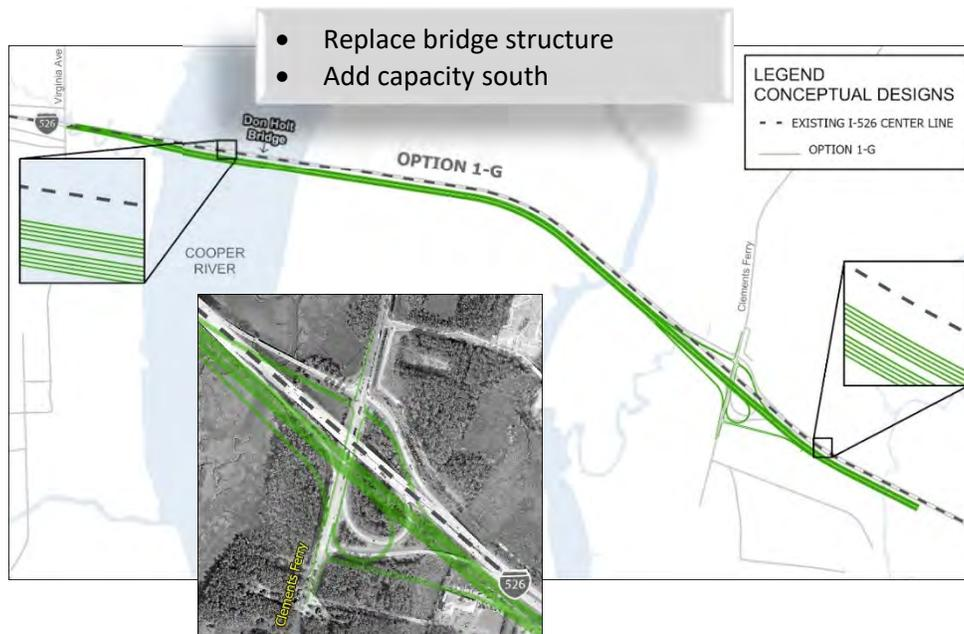 • Replace bridge structure
• Add capacity south
LEGEND
CONCEPTUAL DESIGNS
EXISTING I-526 CENTER LINE
OPTION 1-G
Virginia Ave
526
Don Holt
Bridge
OPTION 1-G
COOPER
RIVER
Clements Ferry
Clements Ferry
526